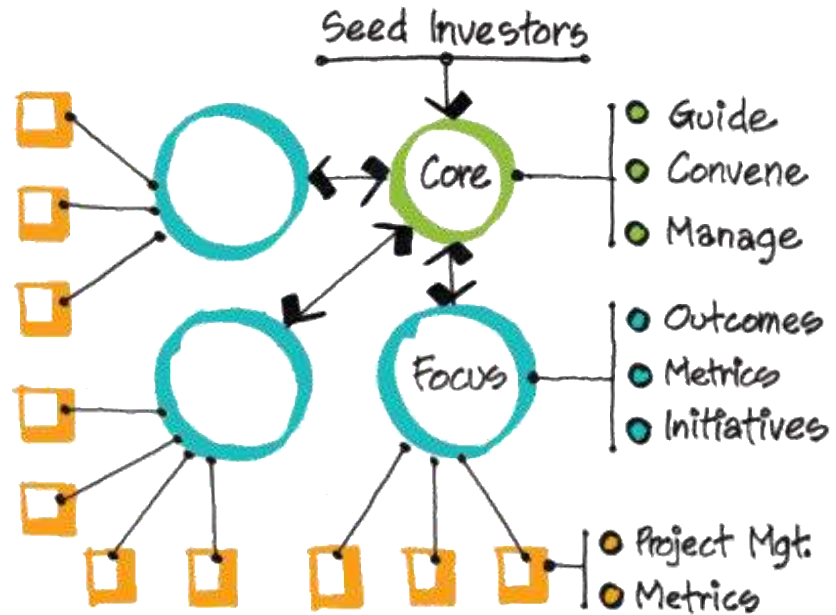 Seed Investors
Core
Guide
Convene
Manage
Focus
Outcomes
Metrics
Initiatives
Project Mgt.
Metrics